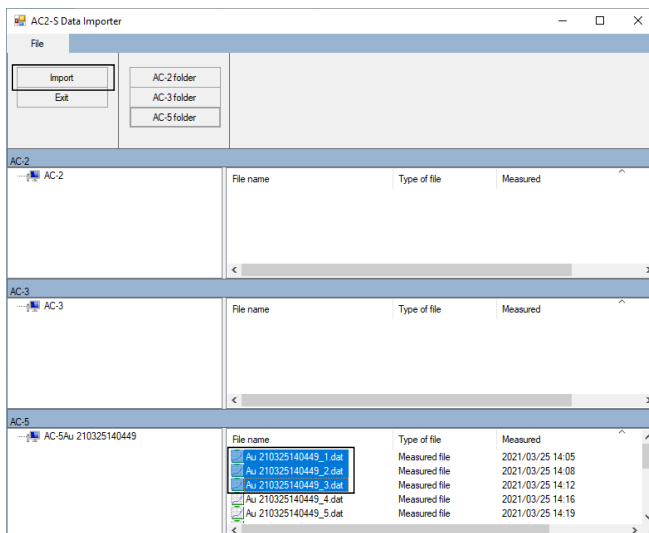 AC2-S Data Importer
File
Import
Exit
AC-2 folder
AC-3 folder
AC-5 folder
AC-2
AC-2
File name Type of file Measured
AC-3
AC-3
File name Type of file Measured
AC-5
AC-5Au 210325140449
File name Type of file Measured
Au 210325140449_1.dat Measured file 2021/03/25 14:05
Au 210325140449_2.dat Measured file 2021/03/25 14:08
Au 210325140449_3.dat Measured file 2021/03/25 14:12
Au 210325140449_4.dat Measured file 2021/03/25 14:16
Au 210325140449_5.dat Measured file 2021/03/25 14:19